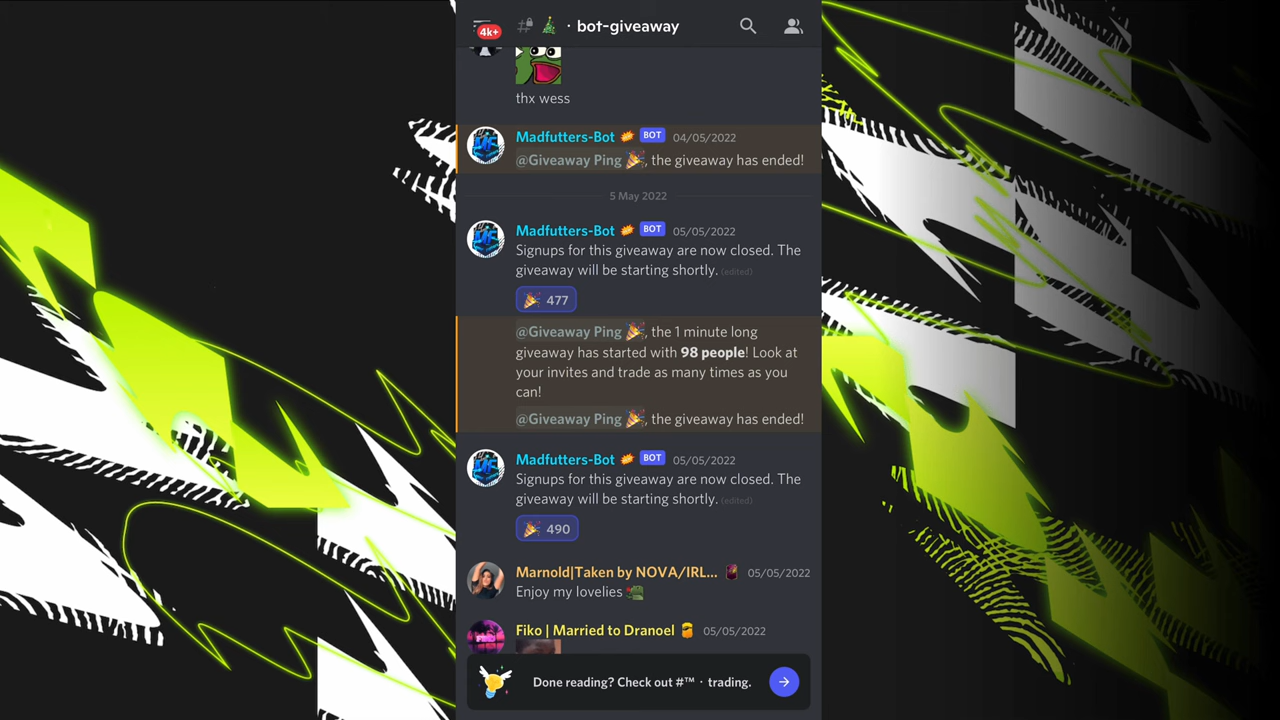 4k+
· bot-giveaway
thx wess
Madfutters-Bot BOT 04/05/2022
@Giveaway Ping 🎉, the giveaway has ended!
5 May 2022
Madfutters-Bot BOT 05/05/2022
Signups for this giveaway are now closed. The
giveaway will be starting shortly. (edited)
🎉 477
@Giveaway Ping 🎉, the 1 minute long
giveaway has started with 98 people! Look at
your invites and trade as many times as you
can!
@Giveaway Ping 🎉, the giveaway has ended!
Madfutters-Bot BOT 05/05/2022
Signups for this giveaway are now closed. The
giveaway will be starting shortly. (edited)
🎉 490
Marnold|Taken by NOVA/IRL... 05/05/2022
Enjoy my lovelies
Fiko | Married to Dranoel 05/05/2022
Done reading? Check out #™ · trading.